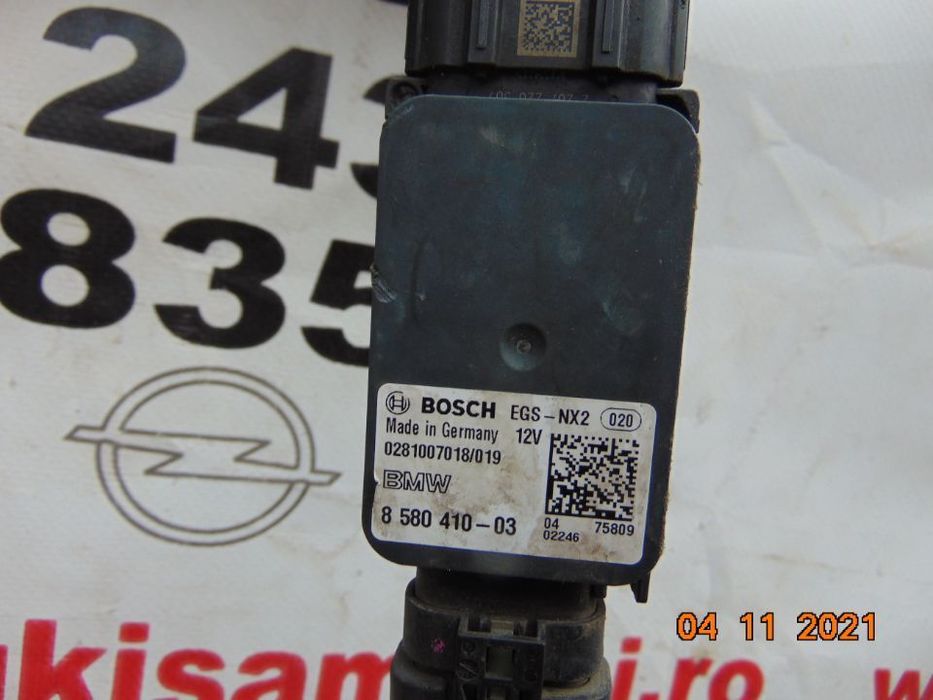 243
835
BOSCH EGS-NX2 020
Made in Germany 12V
0281007018/019
BMW
8 580 410-03
04 75809
02246
04 11 2021